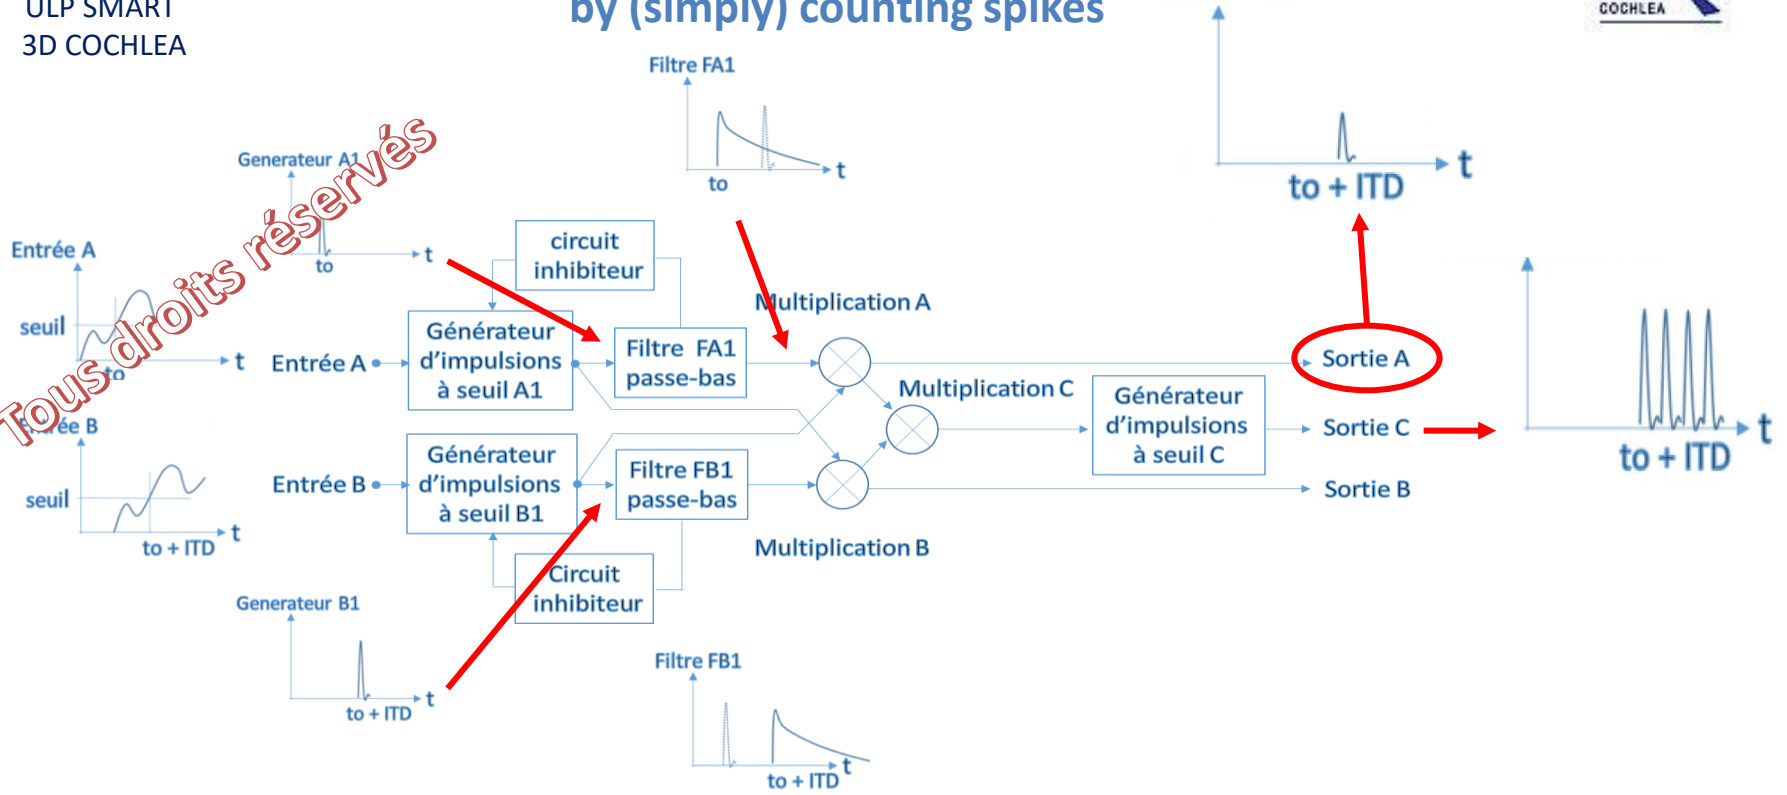 ULP SMART
3D COCHLEA
by (simply) counting spikes
COCHLEA
Filtre FA1
t
to
t
to + ITD
Generateur A1
t
to
Tous droits réservés
Entrée A
seuil
t
to
circuit
inhibiteur
Multiplication A
Entrée A
Générateur
d'impulsions
à seuil A1
Filtre FA1
passe-bas
Sortie A
Multiplication C
Générateur
d'impulsions
à seuil C
Sortie C
t
to + ITD
ée B
seuil
t
to + ITD
Entrée B
Générateur
d'impulsions
à seuil B1
Filtre FB1
passe-bas
Sortie B
Multiplication B
Circuit
inhibiteur
Generateur B1
t
to + ITD
Filtre FB1
t
to + ITD